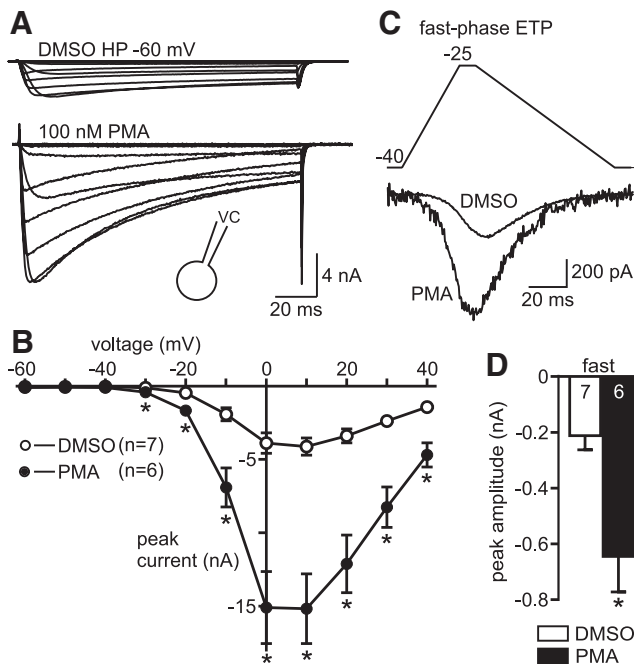 A
DMSO HP -60 mV
100 nM PMA
VC
4 nA
20 ms
C
fast-phase ETP
-25
-40
DMSO
PMA
200 pA
20 ms
B
voltage (mV)
-60 -40 -20 0 20 40
DMSO (n=7)
PMA (n=6)
-5
peak
current (nA)
-15
* * * * * * * *
D
fast
0
-0.2
-0.4
-0.6
-0.8
peak amplitude (nA)
7 6
*
DMSO
PMA